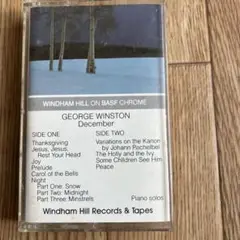 WINDHAM HILL ON BASF CHROME
GEORGE WINSTON
December
SIDE ONE
Thanksgiving
Jesus, Jesus,
Rest Your Head
Joy
Prelude
Carol of the Bells
Night
Part One: Snow
Part Two: Midnight
Part Three: Minstrels
SIDE TWO
Variations on the Kanon
by Johann Pachelbel
The Holly and the Ivy
Some Children See Him
Peace
Piano solos
Windham Hill Records & Tapes